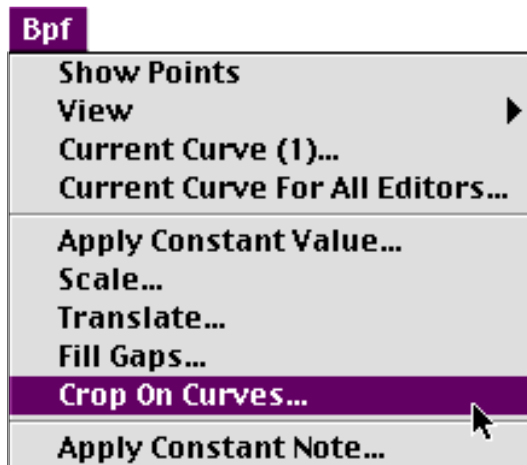 Bpf
Show Points
View
Current Curve (1)...
Current Curve For All Editors...
Apply Constant Value...
Scale...
Translate...
Fill Gaps...
Crop On Curves...
Apply Constant Note...